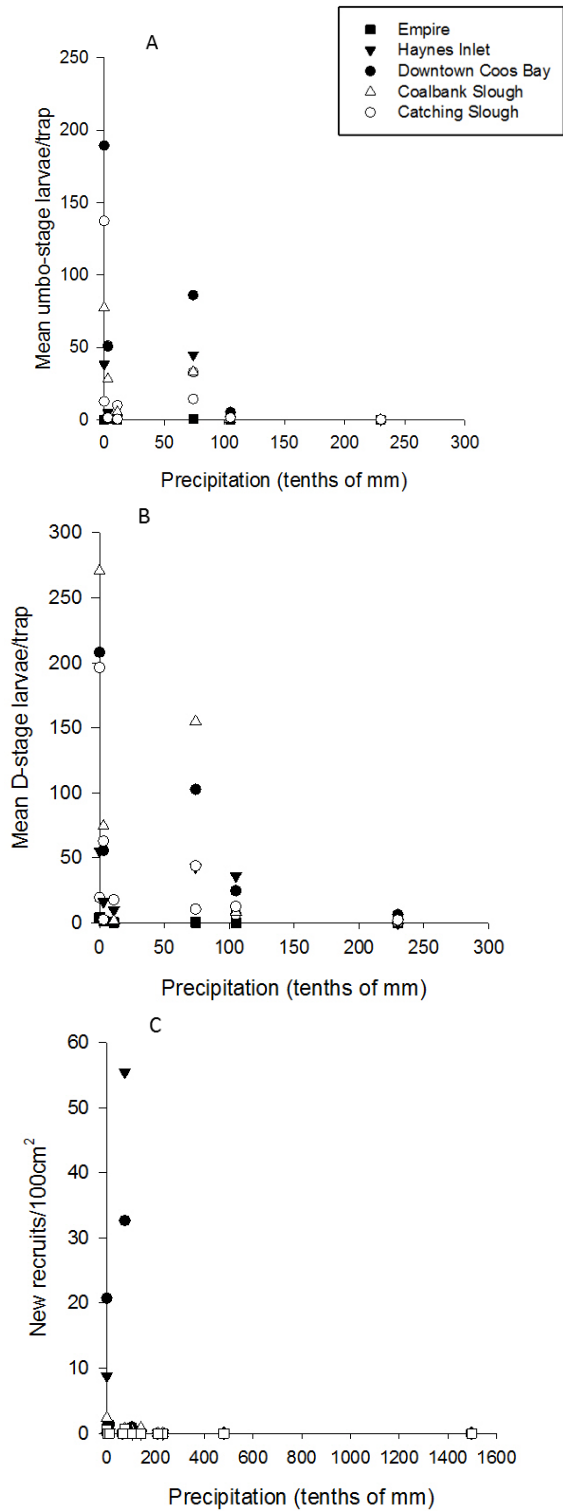 A
Empire
Haynes Inlet
Downtown Coos Bay
Coalbank Slough
Catching Slough
Mean umbo-stage larvae/trap
250
200
150
100
50
0
0 50 100 150 200 250 300
Precipitation (tenths of mm)
B
Mean D-stage larvae/trap
300
250
200
150
100
50
0
0 50 100 150 200 250 300
Precipitation (tenths of mm)
C
New recruits/100cm²
60
50
40
30
20
10
0
0 200 400 600 800 1000 1200 1400 1600
Precipitation (tenths of mm)